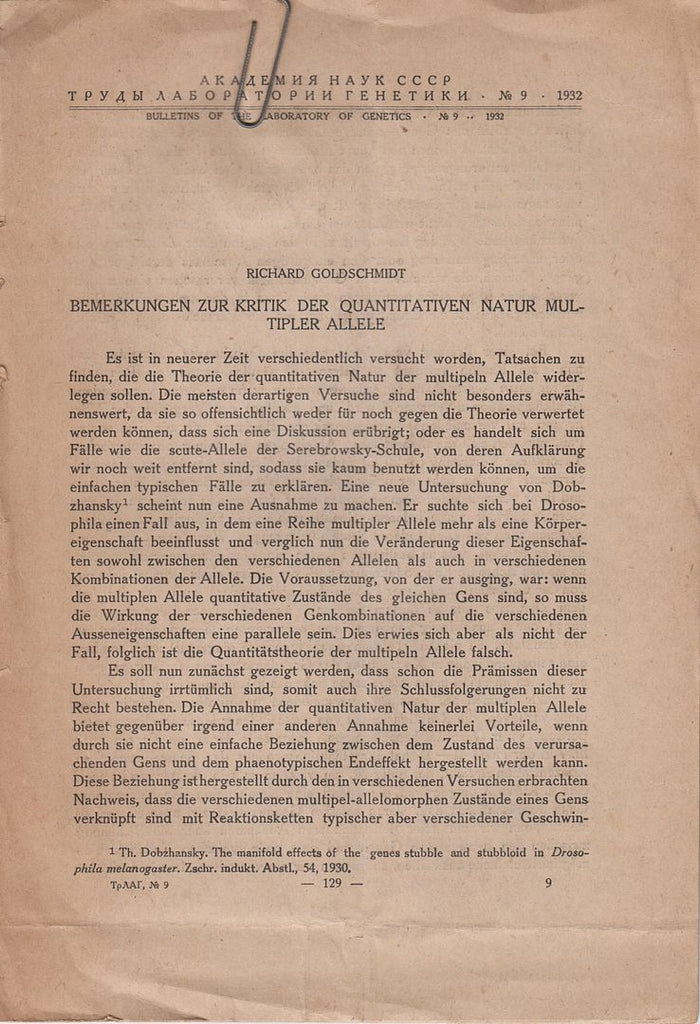 АКАДЕМИЯ НАУК СССР
ТРУДЫ ЛАБОРАТОРИИ ГЕНЕТИКИ · № 9 · 1932
BULLETINS OF THE LABORATORY OF GENETICS · № 9 ·· 1932
RICHARD GOLDSCHMIDT
BEMERKUNGEN ZUR KRITIK DER QUANTITATIVEN NATUR MUL-
TIPLER ALLELE
Es ist in neuerer Zeit verschiedentlich versucht worden, Tatsachen zu
finden, die die Theorie der quantitativen Natur der multipeln Allele wider-
legen sollen. Die meisten derartigen Versuche sind nicht besonders erwäh-
nenswert, da sie so offensichtlich weder für noch gegen die Theorie verwertet
werden können, dass sich eine Diskussion erübrigt; oder es handelt sich um
Fälle wie die scute-Allele der Serebrowsky-Schule, von deren Aufklärung
wir noch weit entfernt sind, sodass sie kaum benutzt werden können, um die
einfachen typischen Fälle zu erklären. Eine neue Untersuchung von Dob-
zhansky¹ scheint nun eine Ausnahme zu machen. Er suchte sich bei Droso-
phila einen Fall aus, in dem eine Reihe multipler Allele mehr als eine Körper-
eigenschaft beeinflusst und verglich nun die Veränderung dieser Eigenschaf-
ten sowohl zwischen den verschiedenen Allelen als auch in verschiedenen
Kombinationen der Allele. Die Voraussetzung, von der er ausging, war: wenn
die multiplen Allele quantitative Zustände des gleichen Gens sind, so muss
die Wirkung der verschiedenen Genkombinationen auf die verschiedenen
Ausseneigenschaften eine parallele sein. Dies erwies sich aber als nicht der
Fall, folglich ist die Quantitätstheorie der multipeln Allele falsch.
Es soll nun zunächst gezeigt werden, dass schon die Prämissen dieser
Untersuchung irrtümlich sind, somit auch ihre Schlussfolgerungen nicht zu
Recht bestehen. Die Annahme der quantitativen Natur der multiplen Allele
bietet gegenüber irgend einer anderen Annahme keinerlei Vorteile, wenn
durch sie nicht eine einfache Beziehung zwischen dem Zustand des verursa-
chenden Gens und dem phaenotypischen Endeffekt hergestellt werden kann.
Diese Beziehung ist hergestellt durch den in verschiedenen Versuchen erbrachten
Nachweis, dass die verschiedenen multipel-allelomorphen Zustände eines Gens
verknüpft sind mit Reaktionsketten typischer aber verschiedener Geschwin-
¹ Th. Dobzhansky. The manifold effects of the genes stubble and stubbloid in Droso-
phila melanogaster. Zschr. indukt. Abstl., 54, 1930.
ТрЛАГ, № 9 — 129 — 9